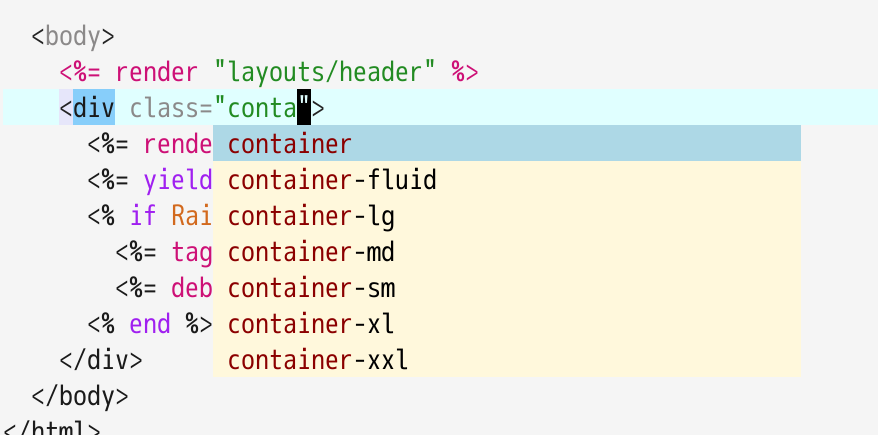 <body>
<%= render "layouts/header" %>
<div class="conta">
<%= rende container
<%= yield container-fluid
<% if Rai container-lg
<%= tag container-md
<%= deb container-sm
<% end %> container-xl
</div> container-xxl
</body>
</html>